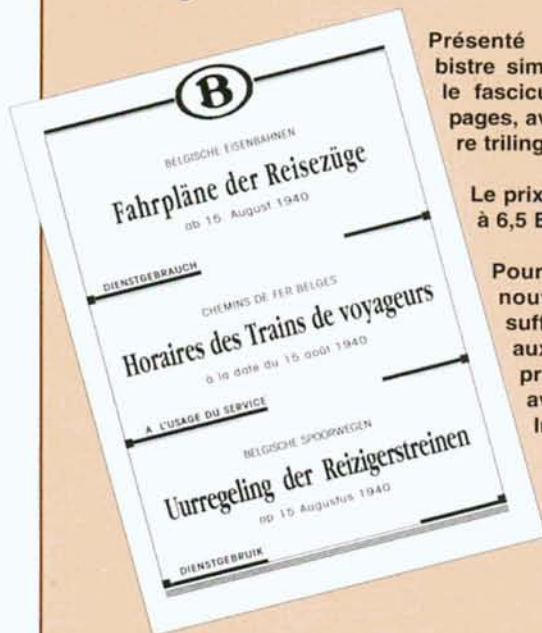 B
BELGISCHE EISENBAHNEN
Fahrpläne der Reisezüge
ab 15. August 1940
DIENSTGEBRAUCH
CHEMINS DE FER BELGES
Horaires des Trains de voyageurs
à la date du 15 août 1940
A L'USAGE DU SERVICE
BELGISCHE SPOORWEGEN
Uurregeling der Reizigerstreinen
op 15 Augustus 1940
DIENSTGEBRUIK
Présenté
bistre sim
le fascicu
pages, av
re triling
Le prix
à 6,5 
Pour
nouv
suff
aux
pr
av